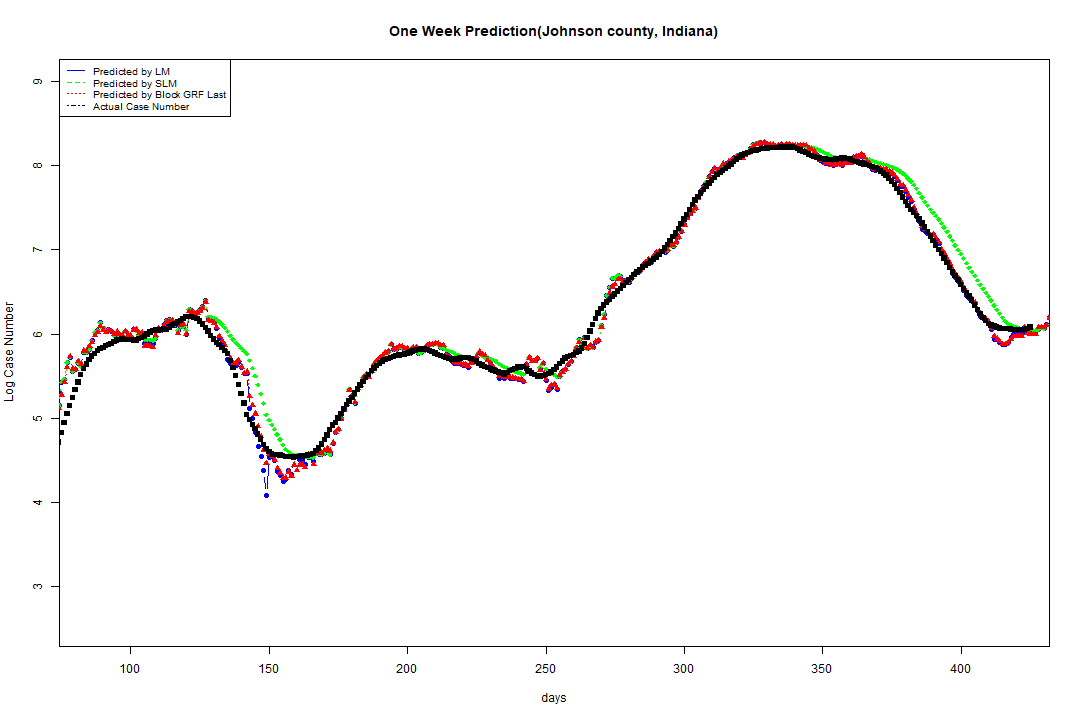 One Week Prediction(Johnson county, Indiana)
Predicted by LM
Predicted by SLM
Predicted by Block GRF Last
Actual Case Number
9
8
7
6
5
4
3
Log Case Number
100 150 200 250 300 350 400
days